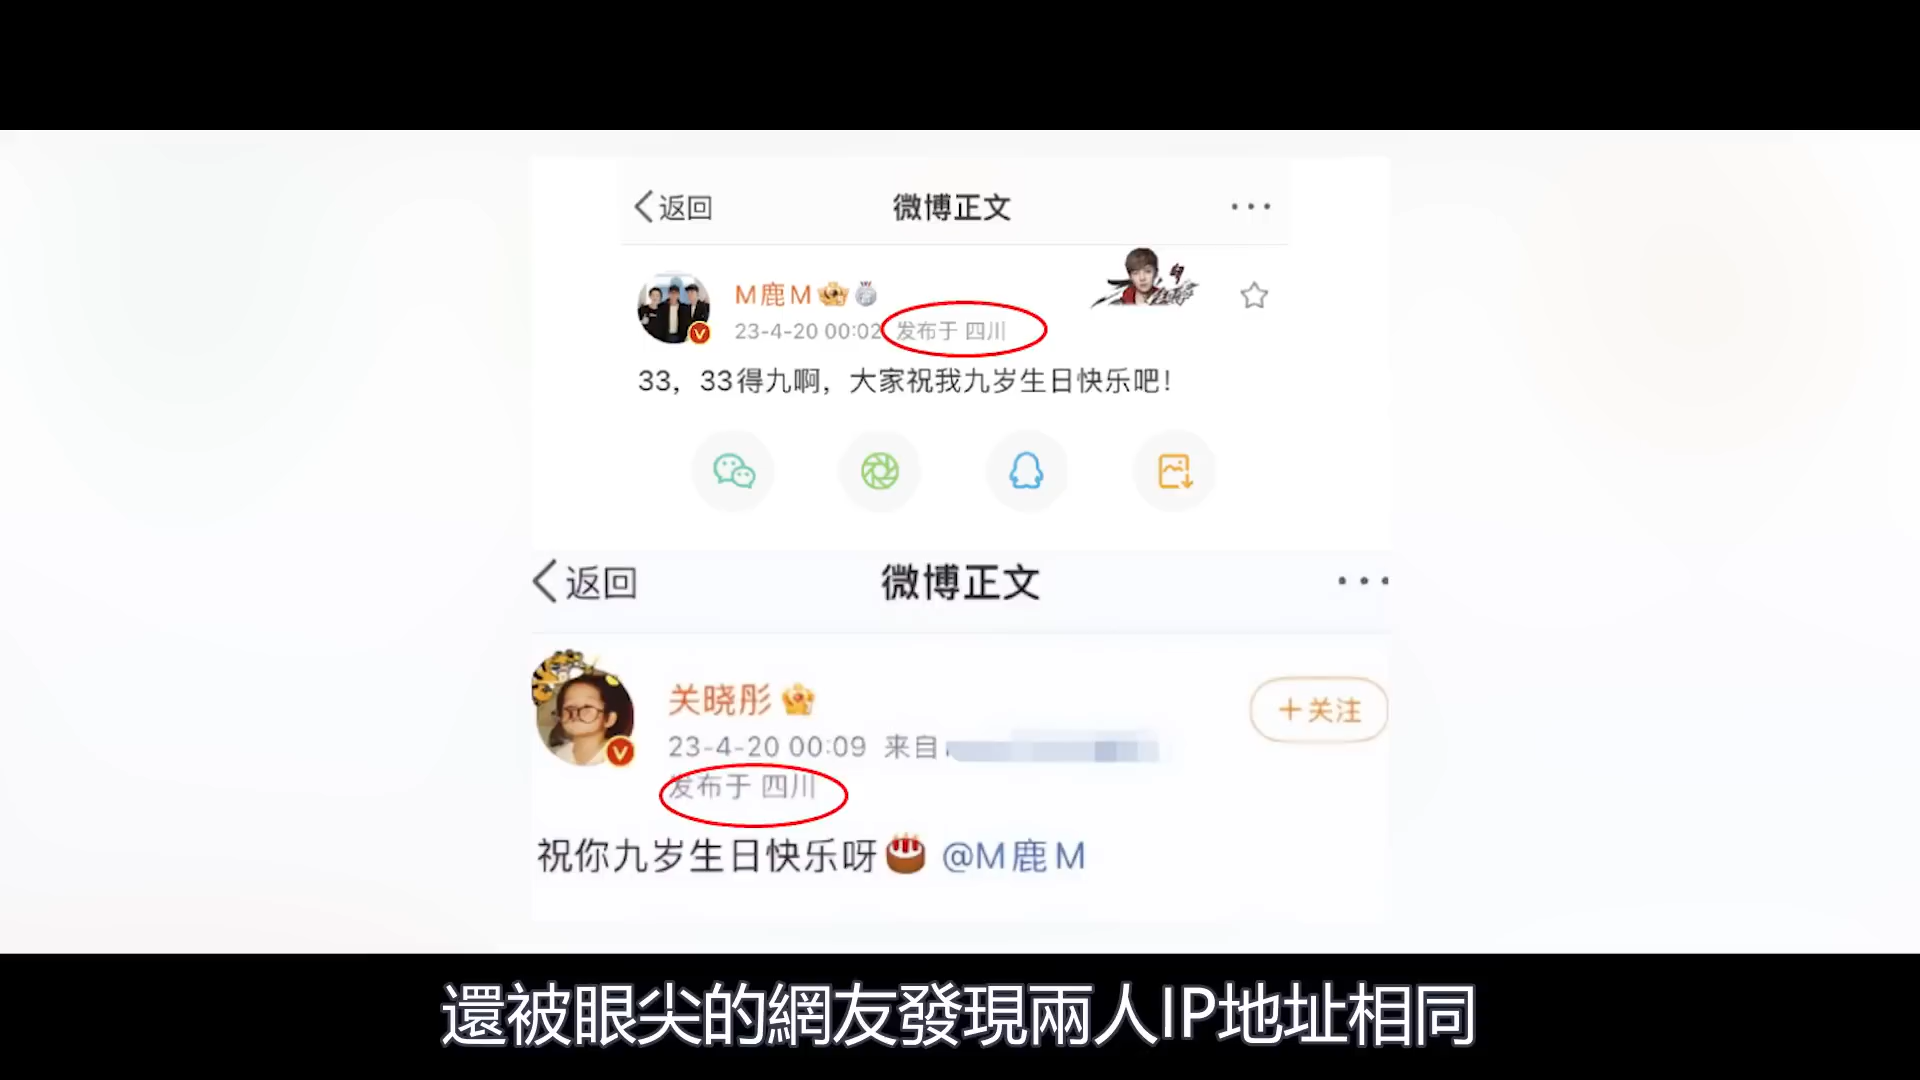 返回 微博正文
M鹿M
23-4-20 00:02 发布于 四川
33，33得九啊，大家祝我九岁生日快乐吧！
返回 微博正文
关晓彤
+关注
23-4-20 00:09 来自
发布于 四川
祝你九岁生日快乐呀 @M鹿M
還被眼尖的網友發現兩人IP地址相同